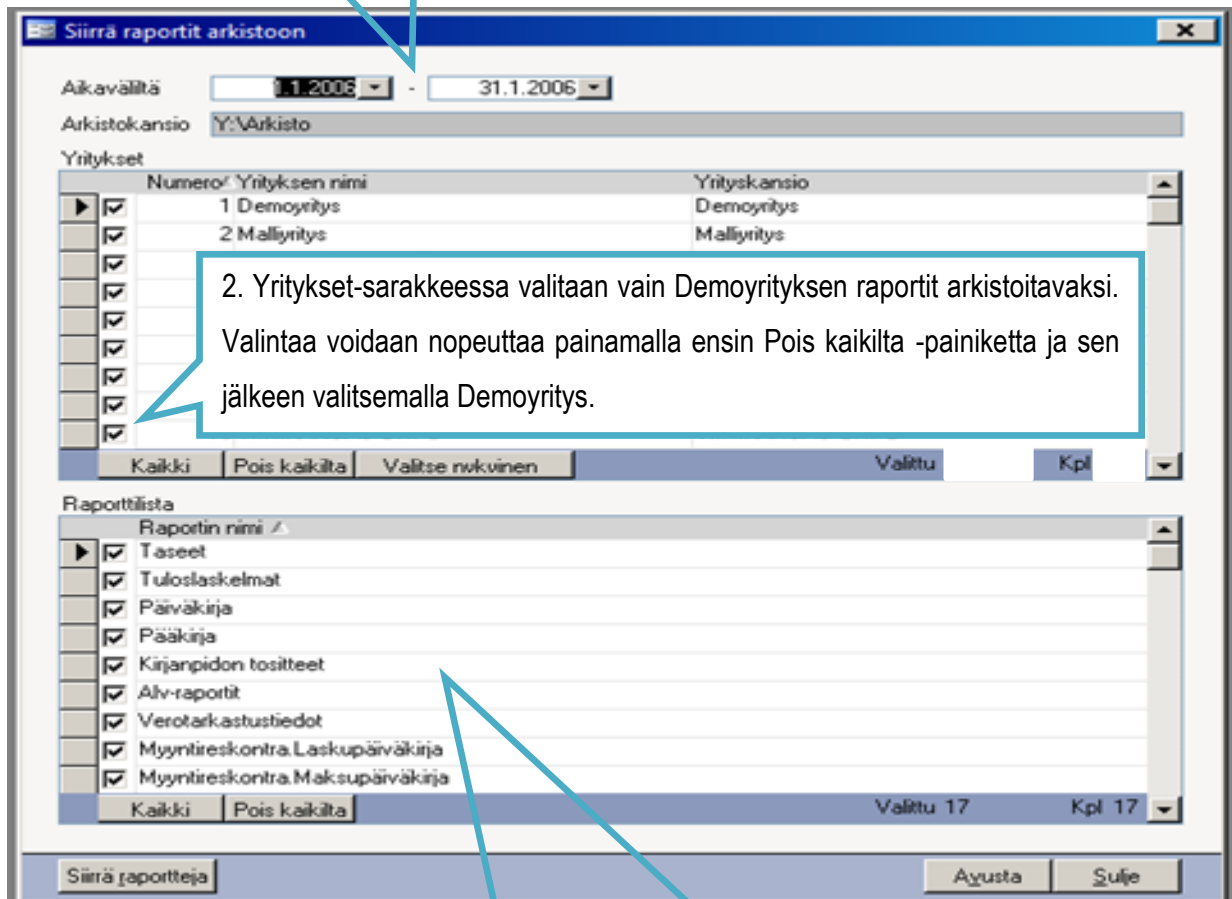 Siirrä raportit arkistoon
Aikaväliltä 1.1.2006 - 31.1.2006
Arkistokansio Y:\Arkisto
Yritykset
Numero Yrityksen nimi Yrityskansio
1 Demoyritys Demoyritys
2 Malliyritys Malliyritys
2. Yritykset-sarakkeessa valitaan vain Demoyrityksen raportit arkistoitavaksi.
Valintaa voidaan nopeuttaa painamalla ensin Pois kaikilta -painiketta ja sen
jälkeen valitsemalla Demoyritys.
Kaikki Pois kaikilta Valitse nykyinen Valittu Kpl
Raporttilista
Raportin nimi
Taseet
Tuloslaskelmat
Päiväkirja
Pääkirja
Kirjanpidon tositteet
Alv-raportit
Verotarkastustiedot
Myyntireskontra.Laskupäiväkirja
Myyntireskontra.Maksupäiväkirja
Kaikki Pois kaikilta Valittu 17 Kpl 17
Siirrä raportteja Avusta Sulje